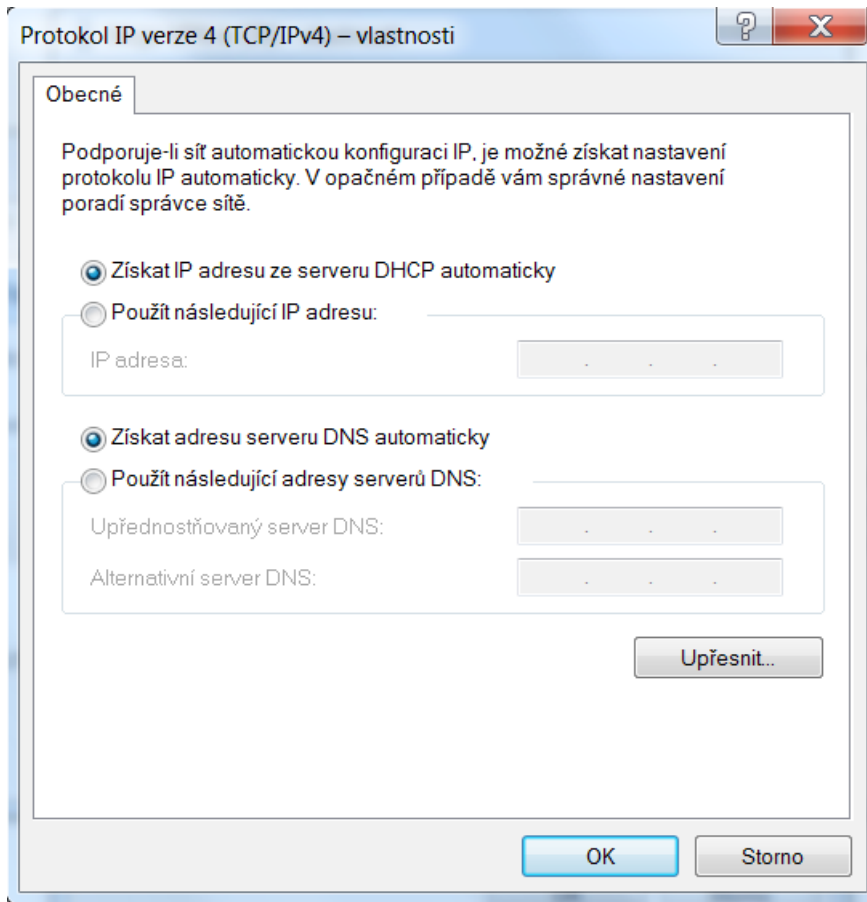 Protokol IP verze 4 (TCP/IPv4) – vlastnosti
Obecné
Podporuje-li síť automatickou konfiguraci IP, je možné získat nastavení
protokolu IP automaticky. V opačném případě vám správné nastavení
poradí správce sítě.
Získat IP adresu ze serveru DHCP automaticky
Použít následující IP adresu:
IP adresa:
Získat adresu serveru DNS automaticky
Použít následující adresy serverů DNS:
Upřednostňovaný server DNS:
Alternativní server DNS:
Upřesnit...
OK
Storno